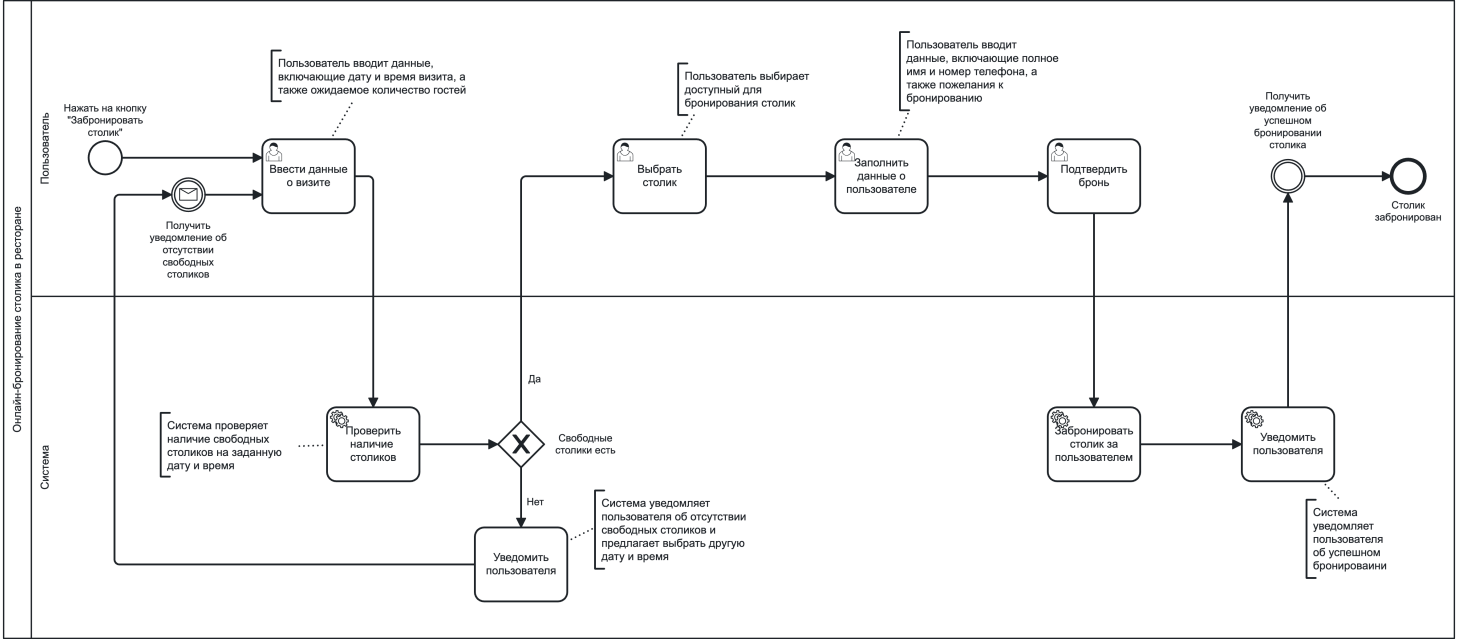 Онлайн-бронирование столика в ресторане
Пользователь
Нажать на кнопку
"Забронировать
столик"
Пользователь вводит данные,
включающие дату и время визита, а
также ожидаемое количество гостей
Ввести данные
о визите
Получить
уведомление об
отсутствии
свободных
столиков
Пользователь выбирает
доступный для
бронирования столик
Выбрать
столик
Пользователь вводит
данные, включающие полное
имя и номер телефона, а
также пожелания к
бронированию
Заполнить
данные о
пользователе
Подтвердить
бронь
Получить
уведомление об
успешном
бронировании
столика
Столик
забронирован
Система
Система проверяет
наличие свободных
столиков на заданную
дату и время
Проверить
наличие
столиков
Да
Свободные
столики есть
Нет
Уведомить
пользователя
Система уведомляет
пользователя об отсутствии
свободных столиков и
предлагает выбрать другую
дату и время
Забронировать
столик за
пользователем
Уведомить
пользователя
Система
уведомляет
пользователя
об успешном
бронироваини